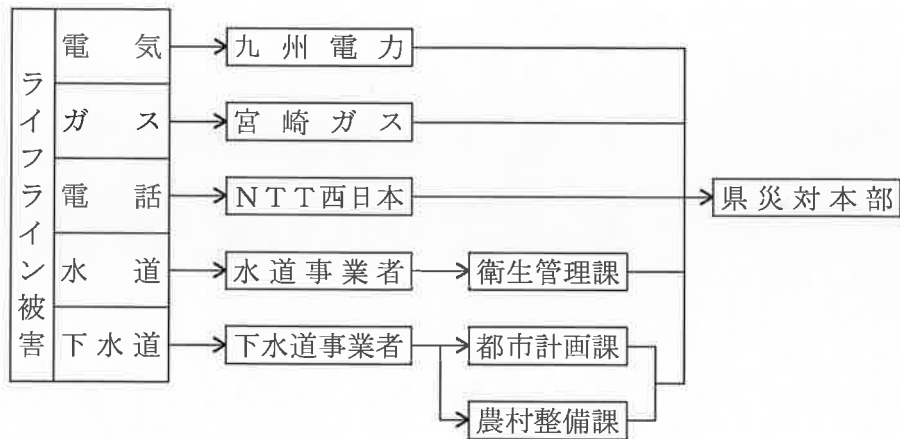 ライフライン被害
電気
九州電力
ガス
宮崎ガス
電話
NTT西日本
県災対本部
水道
水道事業者
衛生管理課
下水道
下水道事業者
都市計画課
農村整備課